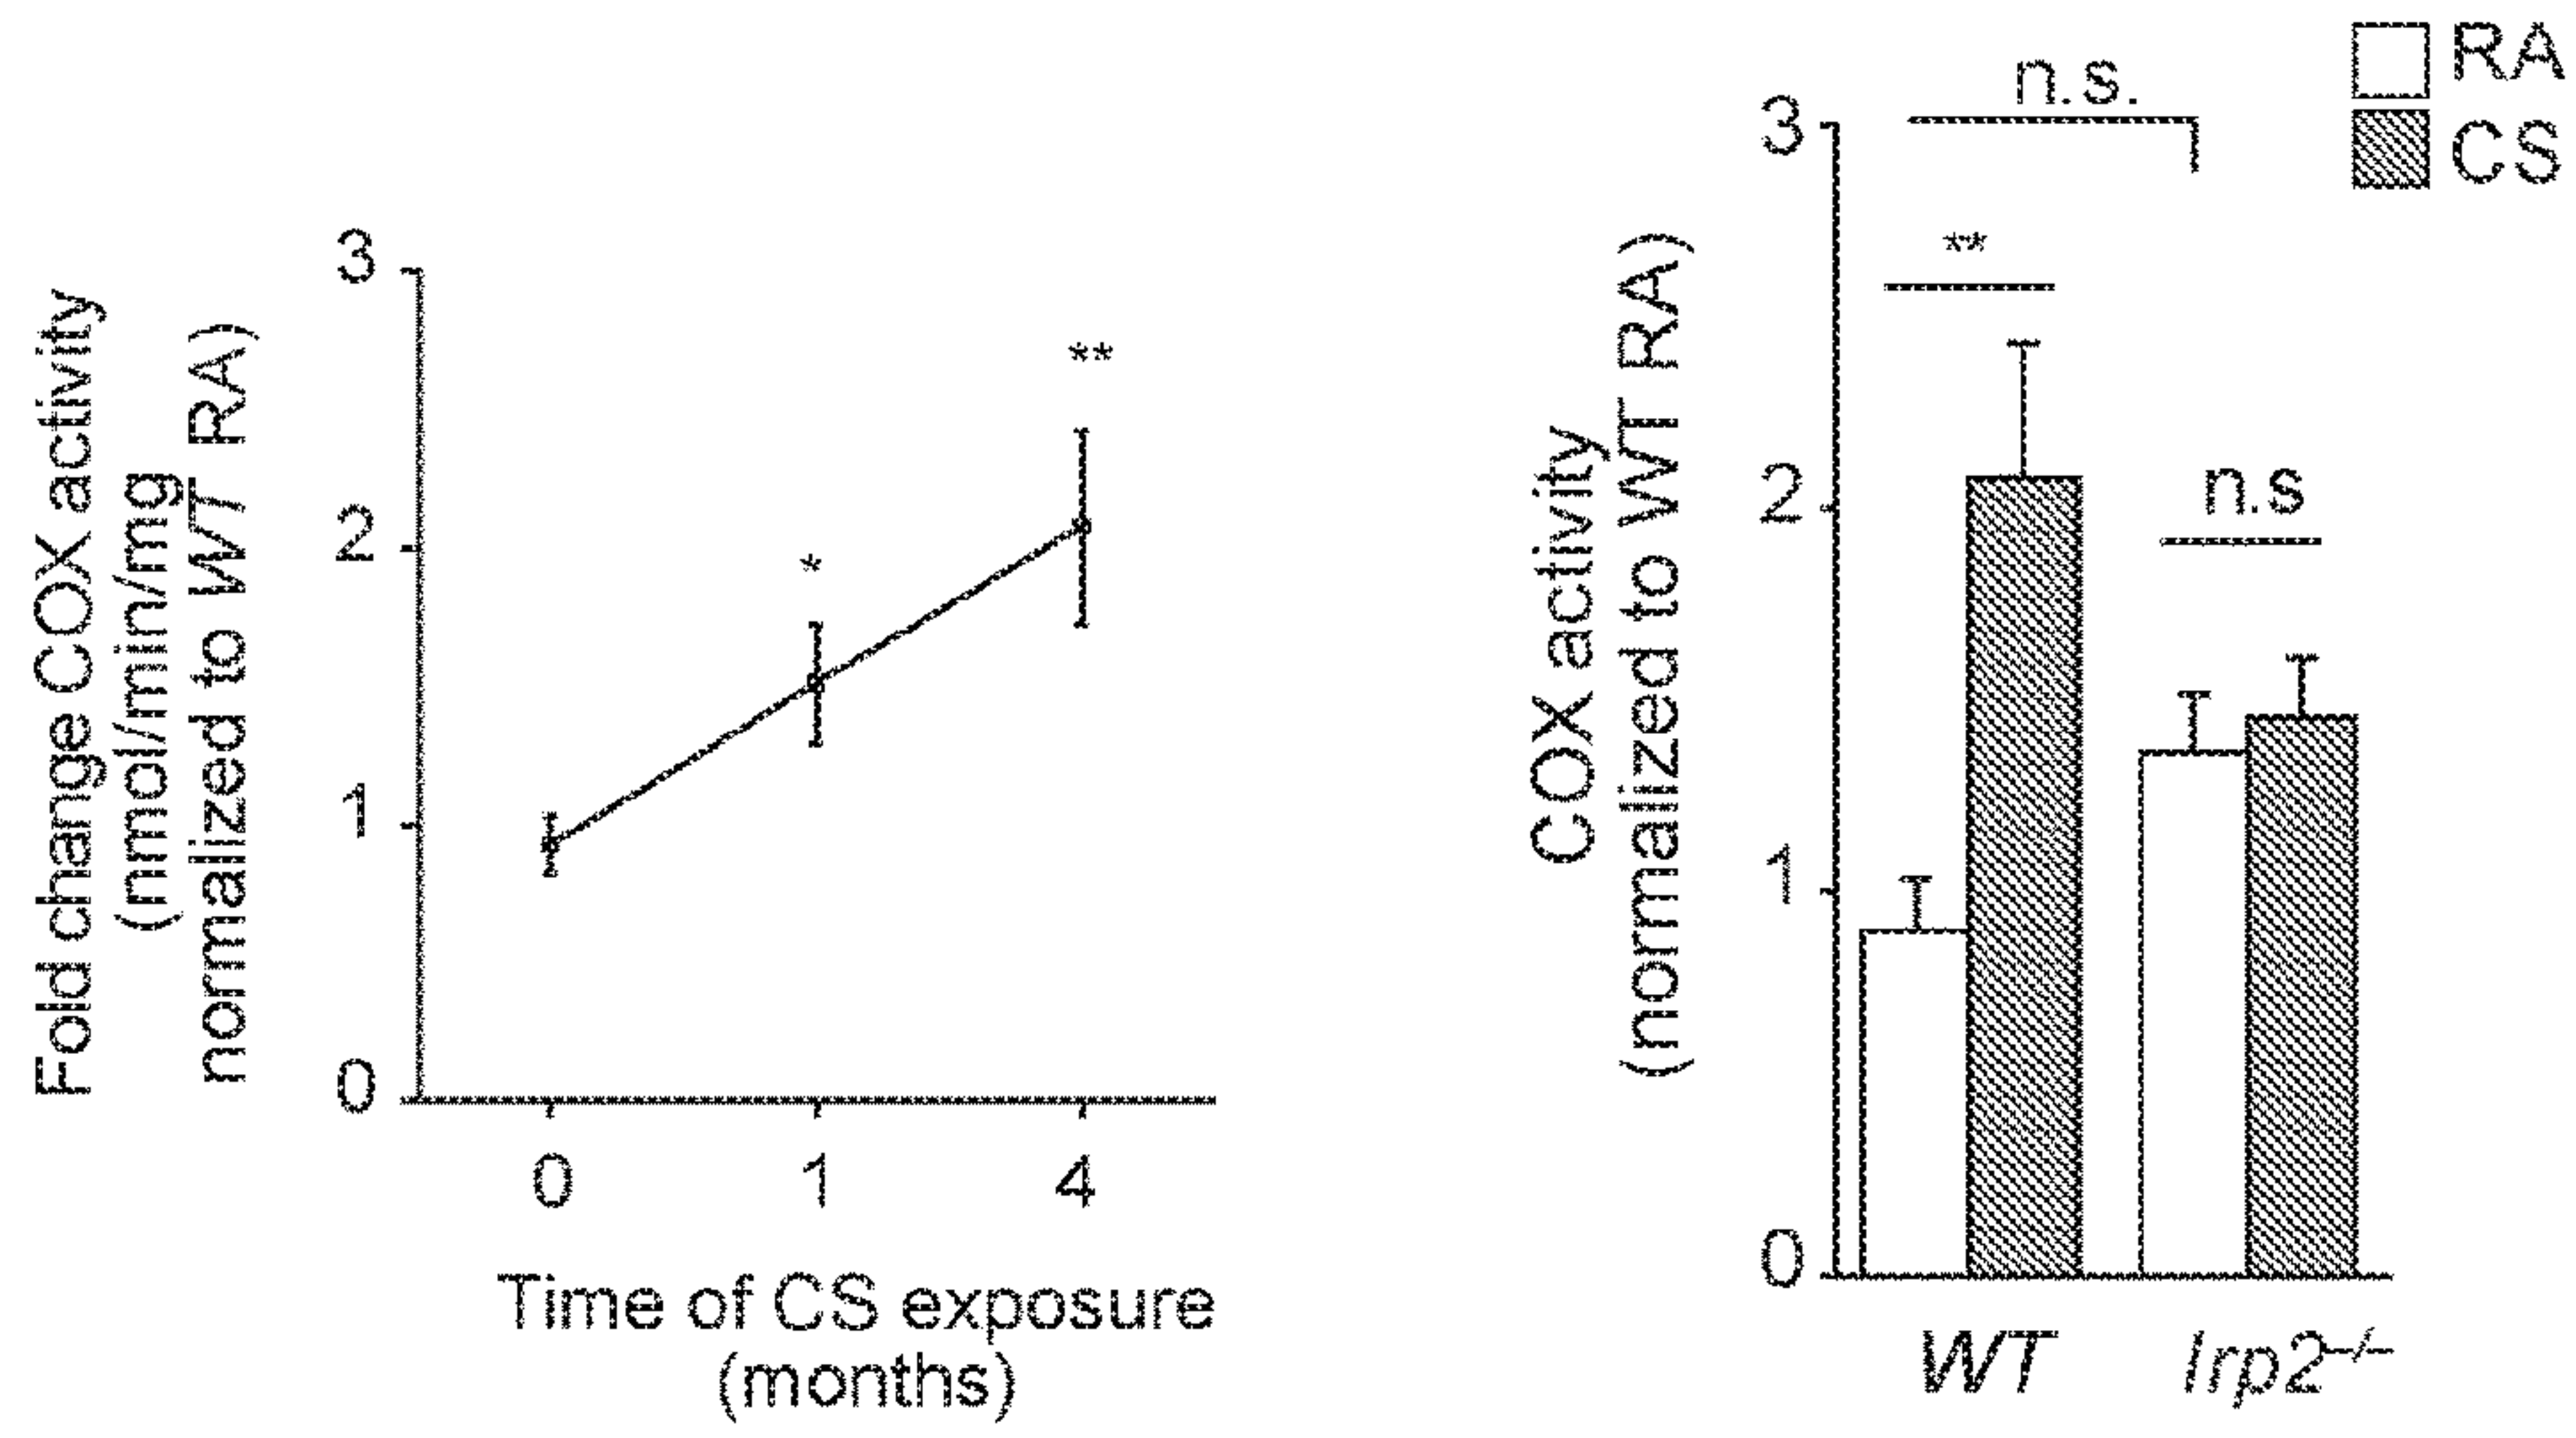 Fold change COX activity
(nmol/min/mg
normalized to WT RA)
3
2
1
0
*
**
0 1 4
Time of CS exposure
(months)
COX activity
(normalized to WT RA)
3
2
1
0
n.s.
**
n.s
RA
CS
WT Irp2–/–